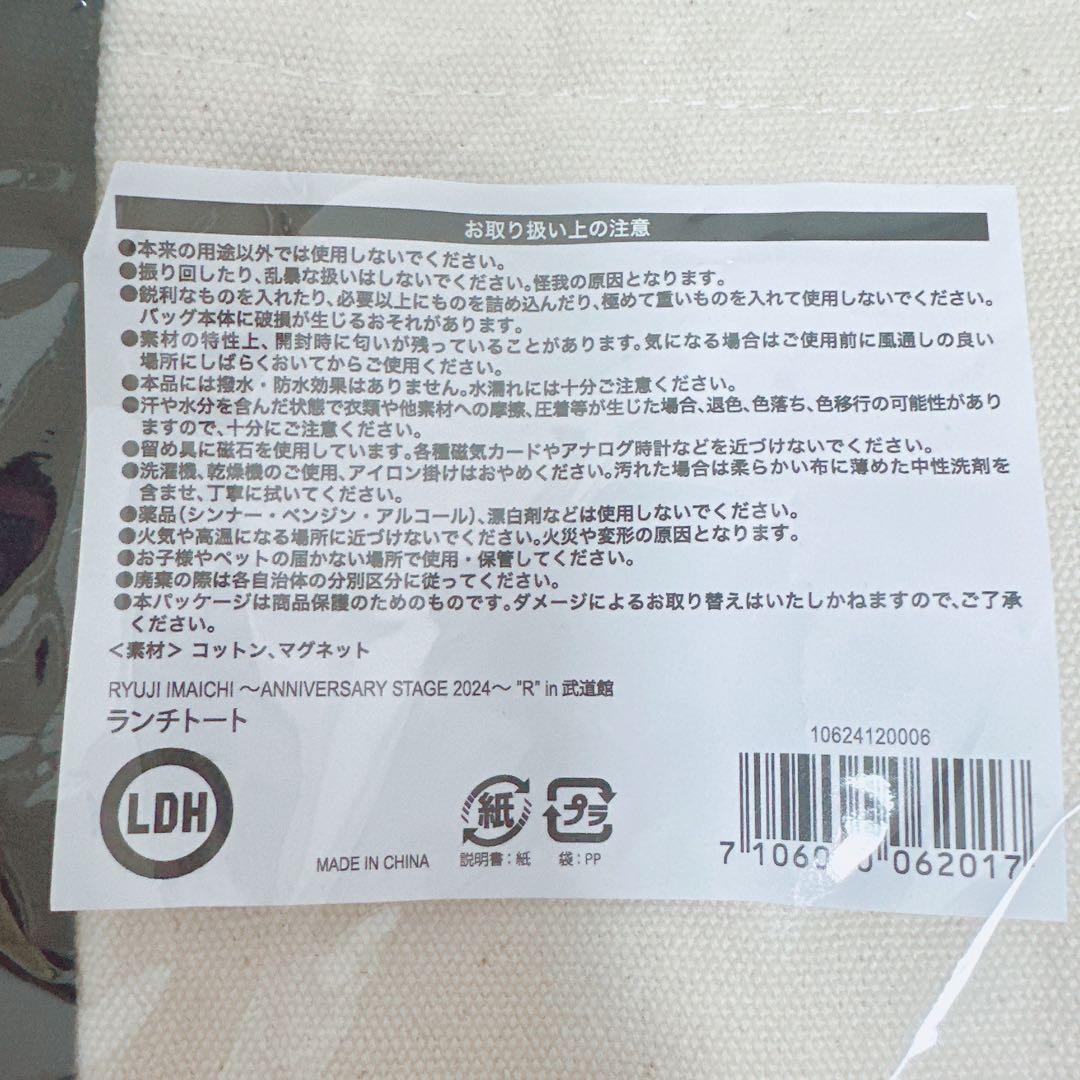 お取り扱い上の注意
●本来の用途以外では使用しないでください。
●振り回したり、乱暴な扱いはしないでください。怪我の原因となります。
●鋭利なものを入れたり、必要以上にものを詰め込んだり、極めて重いものを入れて使用しないでください。
バッグ本体に破損が生じるおそれがあります。
●素材の特性上、開封時に匂いが残っていることがあります。気になる場合はご使用前に風通しの良い
場所にしばらくおいてからご使用ください。
●本品には撥水・防水効果はありません。水濡れには十分ご注意ください。
●汗や水分を含んだ状態で衣類や他素材への摩擦、圧着等が生じた場合、退色、色落ち、色移行の可能性があり
ますので、十分にご注意ください。
●留め具に磁石を使用しています。各種磁気カードやアナログ時計などを近づけないでください。
●洗濯機、乾燥機のご使用、アイロン掛けはおやめください。汚れた場合は柔らかい布に薄めた中性洗剤を
含ませ、丁寧に拭いてください。
●薬品（シンナー・ベンジン・アルコール）、漂白剤などは使用しないでください。
●火気や高温になる場所に近づけないでください。火災や変形の原因となります。
●お子様やペットの届かない場所で使用・保管してください。
●廃棄の際は各自治体の分別区分に従ってください。
●本パッケージは商品保護のためのものです。ダメージによるお取り替えはいたしかねますので、ご了承
ください。
＜素材＞ コットン、マグネット
RYUJI IMAICHI ～ANNIVERSARY STAGE 2024～ "R" in 武道館
ランチトート
10624120006
LDH
MADE IN CHINA
紙
説明書：紙
プラ
袋：PP
062017